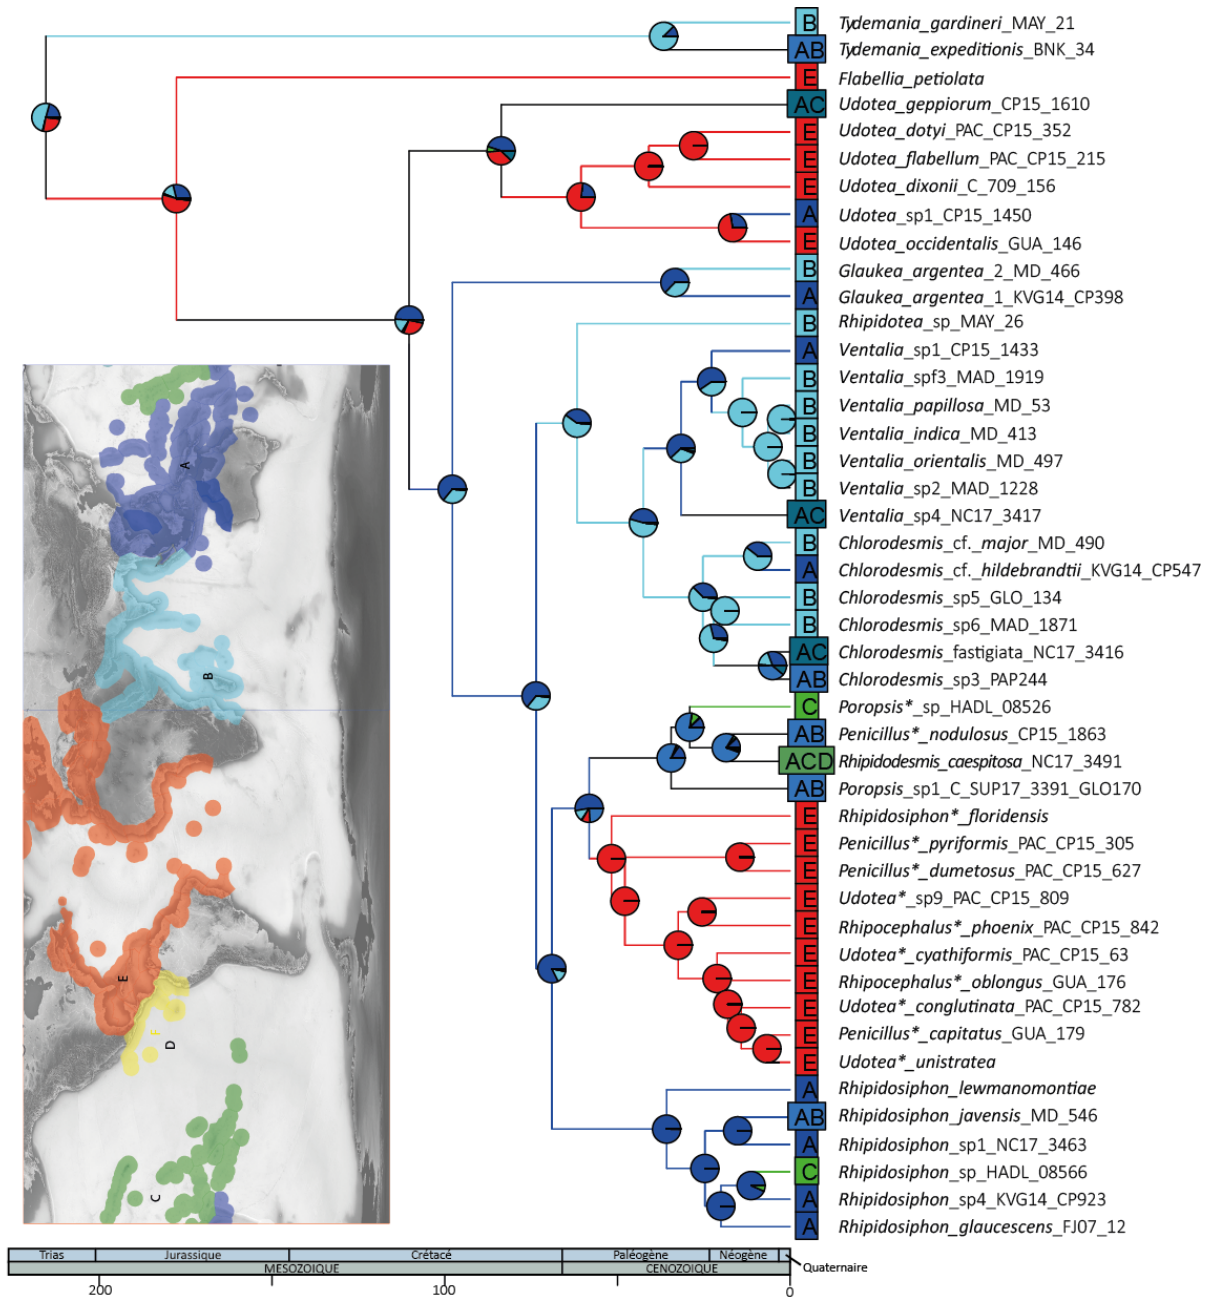 B Tydemania_gardineri_MAY_21
AB Tydemania_expeditionis_BNK_34
E Flabellia_petiolata
AC Udotea_geppiorum_CP15_1610
E Udotea_dotyi_PAC_CP15_352
E Udotea_flabellum_PAC_CP15_215
E Udotea_dixonii_C_709_156
A Udotea_sp1_CP15_1450
E Udotea_occidentalis_GUA_146
B Glaukea_argentea_2_MD_466
A Glaukea_argentea_1_KVG14_CP398
B Rhipidotea_sp_MAY_26
A Ventalia_sp1_CP15_1433
B Ventalia_spf3_MAD_1919
B Ventalia_papillosa_MD_53
B Ventalia_indica_MD_413
B Ventalia_orientalis_MD_497
B Ventalia_sp2_MAD_1228
AC Ventalia_sp4_NC17_3417
B Chlorodesmis_cf._major_MD_490
A Chlorodesmis_cf._hildebrandtii_KVG14_CP547
B Chlorodesmis_sp5_GLO_134
B Chlorodesmis_sp6_MAD_1871
AC Chlorodesmis_fastigiata_NC17_3416
AB Chlorodesmis_sp3_PAP244
C Poropsis*_sp_HADL_08526
AB Penicillus*_nodulosus_CP15_1863
ACD Rhipidodesmis_caespitosa_NC17_3491
AB Poropsis_sp1_C_SUP17_3391_GLO170
E Rhipidosiphon*_floridensis
E Penicillus*_pyriformis_PAC_CP15_305
E Penicillus*_dumetosus_PAC_CP15_627
E Udotea*_sp9_PAC_CP15_809
E Rhipocephalus*_phoenix_PAC_CP15_842
E Udotea*_cyathiformis_PAC_CP15_63
E Rhipocephalus*_oblongus_GUA_176
E Udotea*_conglutinata_PAC_CP15_782
E Penicillus*_capitatus_GUA_179
E Udotea*_unistratea
A Rhipidosiphon_lewmanomontiae
AB Rhipidosiphon_javensis_MD_546
A Rhipidosiphon_sp1_NC17_3463
C Rhipidosiphon_sp_HADL_08566
A Rhipidosiphon_sp4_KVG14_CP923
A Rhipidosiphon_glaucescens_FJ07_12
A
B
E
F
D
C
Trias Jurassique Crétacé Paléogène Néogène
Quaternaire
MESOZOIQUE CENOZOIQUE
200 100 0